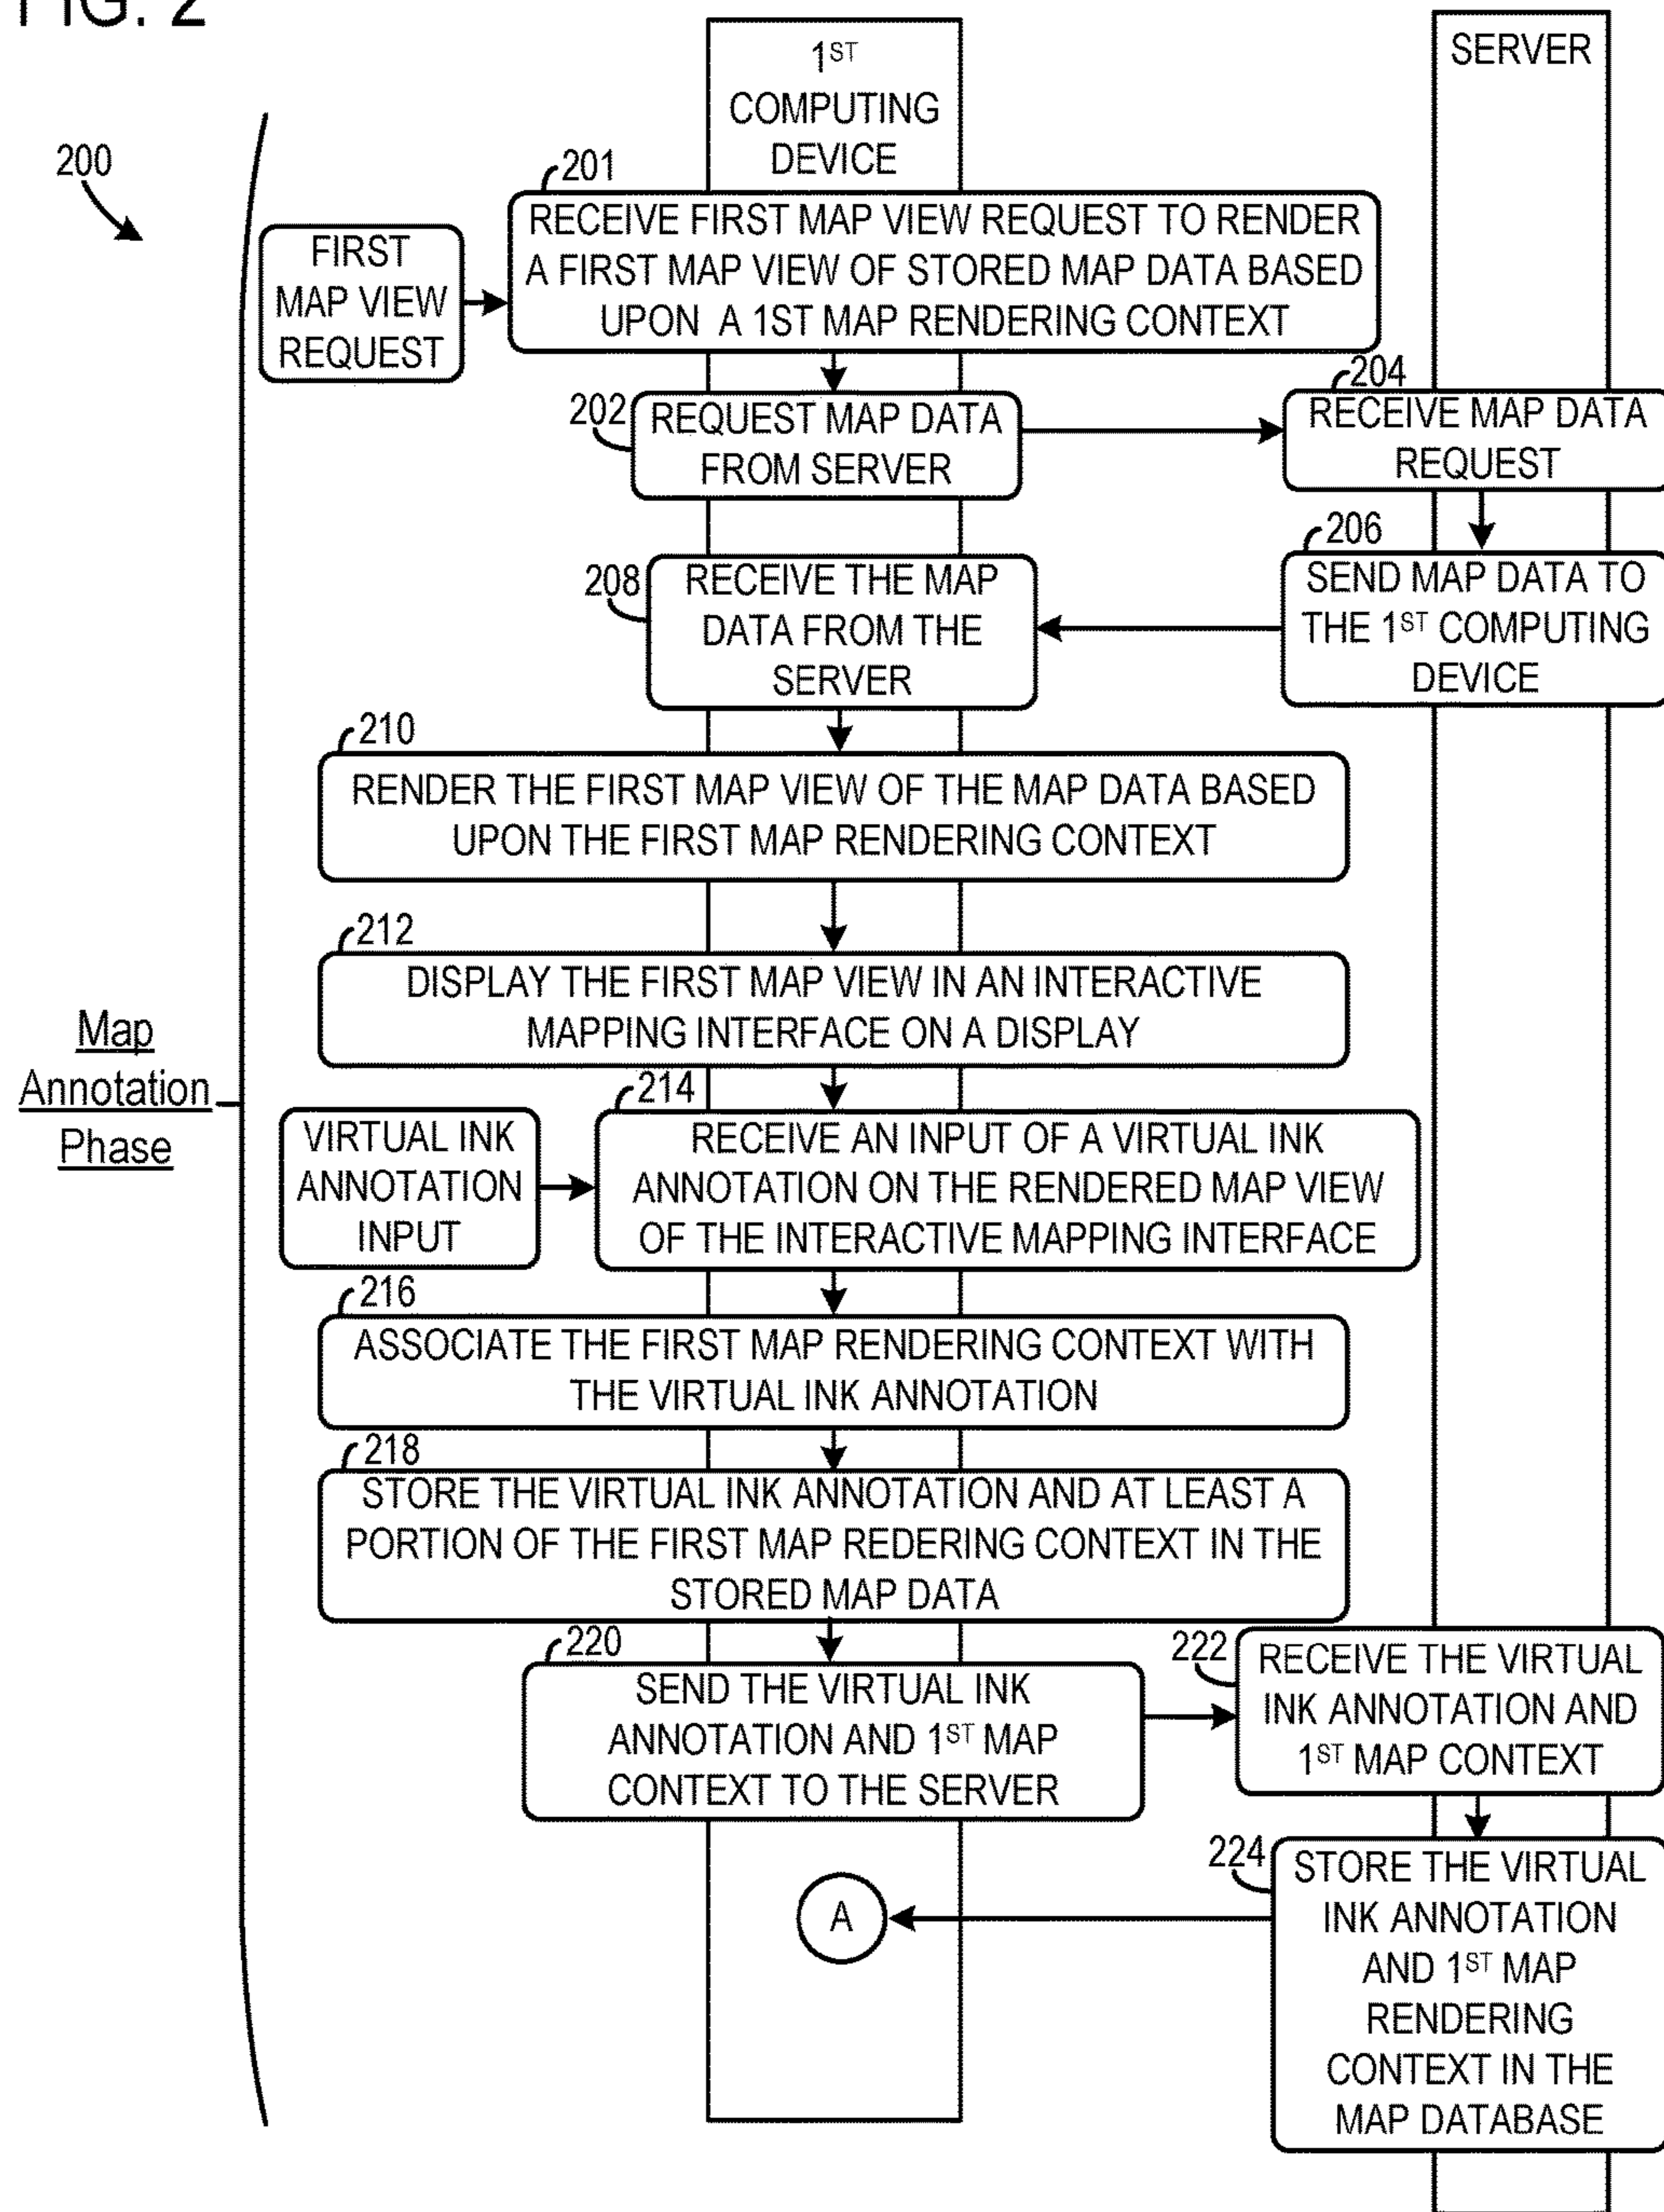 FIG. 2
1ST
COMPUTING
DEVICE
SERVER
200
201
FIRST
MAP VIEW
REQUEST
RECEIVE FIRST MAP VIEW REQUEST TO RENDER
A FIRST MAP VIEW OF STORED MAP DATA BASED
UPON A 1ST MAP RENDERING CONTEXT
202
REQUEST MAP DATA
FROM SERVER
204
RECEIVE MAP DATA
REQUEST
206
SEND MAP DATA TO
THE 1ST COMPUTING
DEVICE
208
RECEIVE THE MAP
DATA FROM THE
SERVER
210
RENDER THE FIRST MAP VIEW OF THE MAP DATA BASED
UPON THE FIRST MAP RENDERING CONTEXT
212
DISPLAY THE FIRST MAP VIEW IN AN INTERACTIVE
MAPPING INTERFACE ON A DISPLAY
Map
Annotation
Phase
VIRTUAL INK
ANNOTATION
INPUT
214
RECEIVE AN INPUT OF A VIRTUAL INK
ANNOTATION ON THE RENDERED MAP VIEW
OF THE INTERACTIVE MAPPING INTERFACE
216
ASSOCIATE THE FIRST MAP RENDERING CONTEXT WITH
THE VIRTUAL INK ANNOTATION
218
STORE THE VIRTUAL INK ANNOTATION AND AT LEAST A
PORTION OF THE FIRST MAP REDERING CONTEXT IN THE
STORED MAP DATA
220
SEND THE VIRTUAL INK
ANNOTATION AND 1ST MAP
CONTEXT TO THE SERVER
222
RECEIVE THE VIRTUAL
INK ANNOTATION AND
1ST MAP CONTEXT
224
STORE THE VIRTUAL
INK ANNOTATION
AND 1ST MAP
RENDERING
CONTEXT IN THE
MAP DATABASE
A